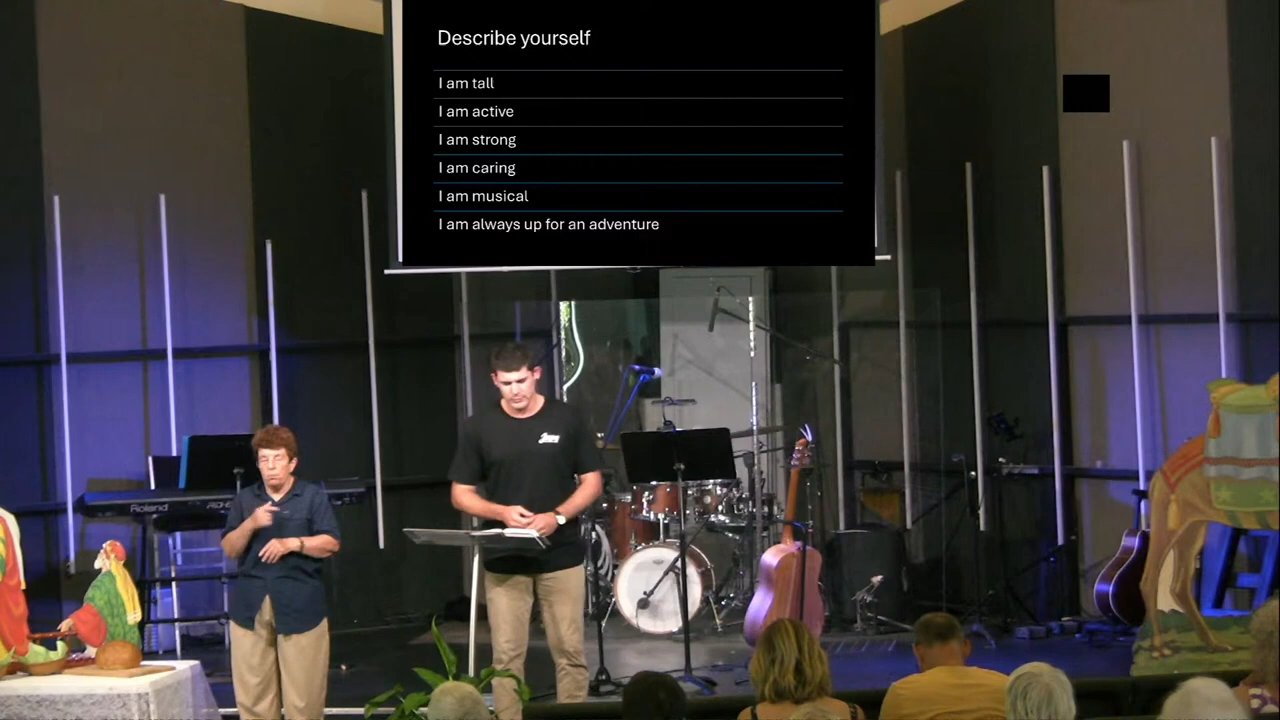 Describe yourself
I am tall
I am active
I am strong
I am caring
I am musical
I am always up for an adventure
Roland